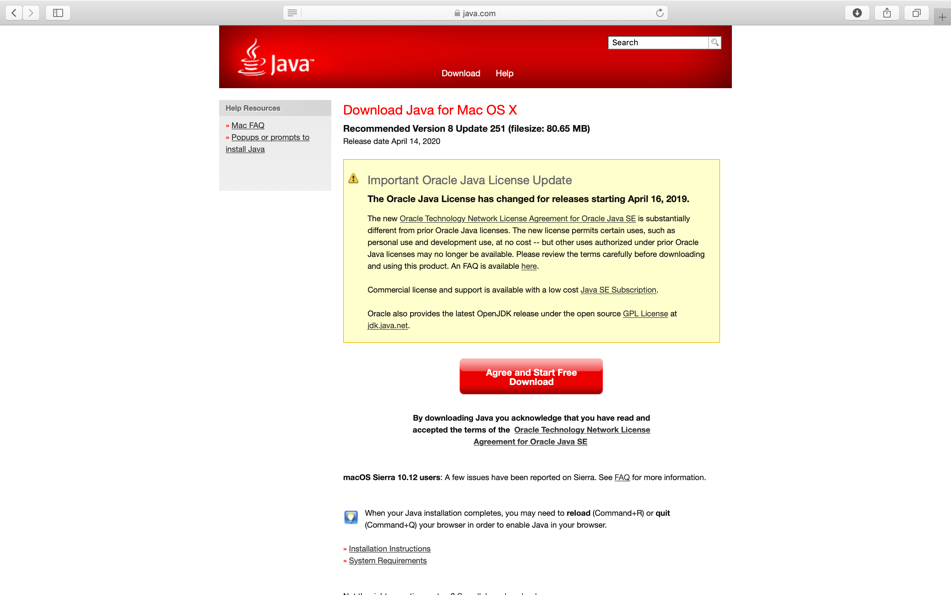 java.com
Java
Search
Download Help
Help Resources
» Mac FAQ
» Popups or prompts to
install Java
Download Java for Mac OS X
Recommended Version 8 Update 251 (filesize: 80.65 MB)
Release date April 14, 2020
Important Oracle Java License Update
The Oracle Java License has changed for releases starting April 16, 2019.
The new Oracle Technology Network License Agreement for Oracle Java SE is substantially
different from prior Oracle Java licenses. The new license permits certain uses, such as
personal use and development use, at no cost -- but other uses authorized under prior Oracle
Java licenses may no longer be available. Please review the terms carefully before downloading
and using this product. An FAQ is available here.
Commercial license and support is available with a low cost Java SE Subscription.
Oracle also provides the latest OpenJDK release under the open source GPL License at
jdk.java.net.
Agree and Start Free
Download
By downloading Java you acknowledge that you have read and
accepted the terms of the Oracle Technology Network License
Agreement for Oracle Java SE
macOS Sierra 10.12 users: A few issues have been reported on Sierra. See FAQ for more information.
When your Java installation completes, you may need to reload (Command+R) or quit
(Command+Q) your browser in order to enable Java in your browser.
» Installation Instructions
» System Requirements